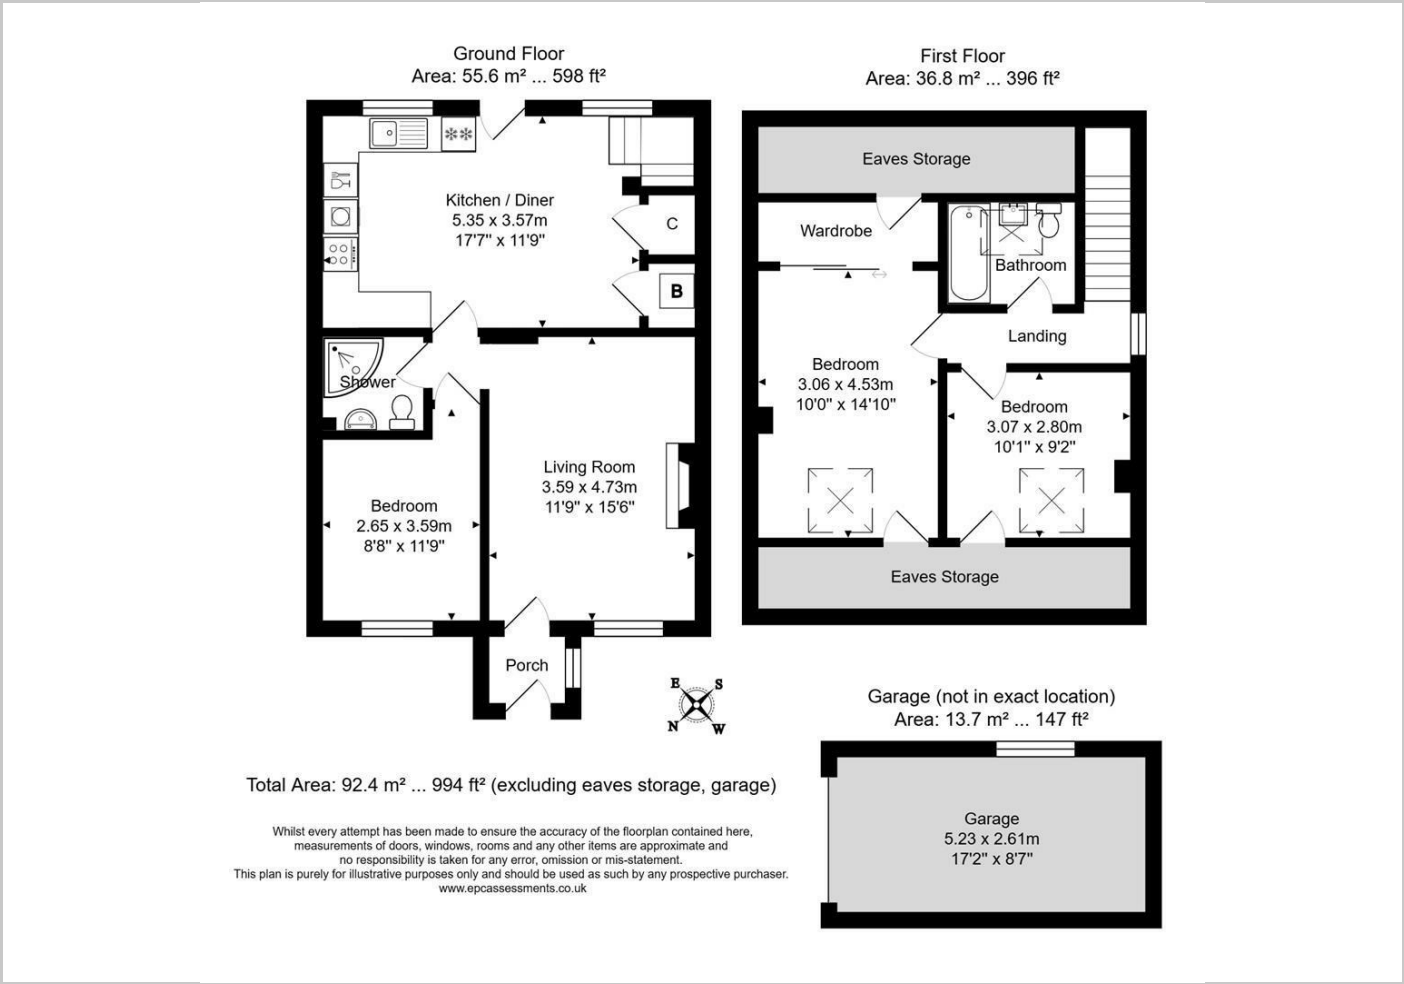 Ground Floor
Area: 55.6 m² ... 598 ft²
First Floor
Area: 36.8 m² ... 396 ft²
Kitchen / Diner
5.35 x 3.57m
17'7" x 11'9"
C
B
Shower
Bedroom
2.65 x 3.59m
8'8" x 11'9"
Living Room
3.59 x 4.73m
11'9" x 15'6"
Porch
Eaves Storage
Wardrobe
Bathroom
Landing
Bedroom
3.06 x 4.53m
10'0" x 14'10"
Bedroom
3.07 x 2.80m
10'1" x 9'2"
Eaves Storage
E S
N W
Garage (not in exact location)
Area: 13.7 m² ... 147 ft²
Garage
5.23 x 2.61m
17'2" x 8'7"
Total Area: 92.4 m² ... 994 ft² (excluding eaves storage, garage)
Whilst every attempt has been made to ensure the accuracy of the floorplan contained here,
measurements of doors, windows, rooms and any other items are approximate and
no responsibility is taken for any error, omission or mis-statement.
This plan is purely for illustrative purposes only and should be used as such by any prospective purchaser.
www.epcassessments.co.uk